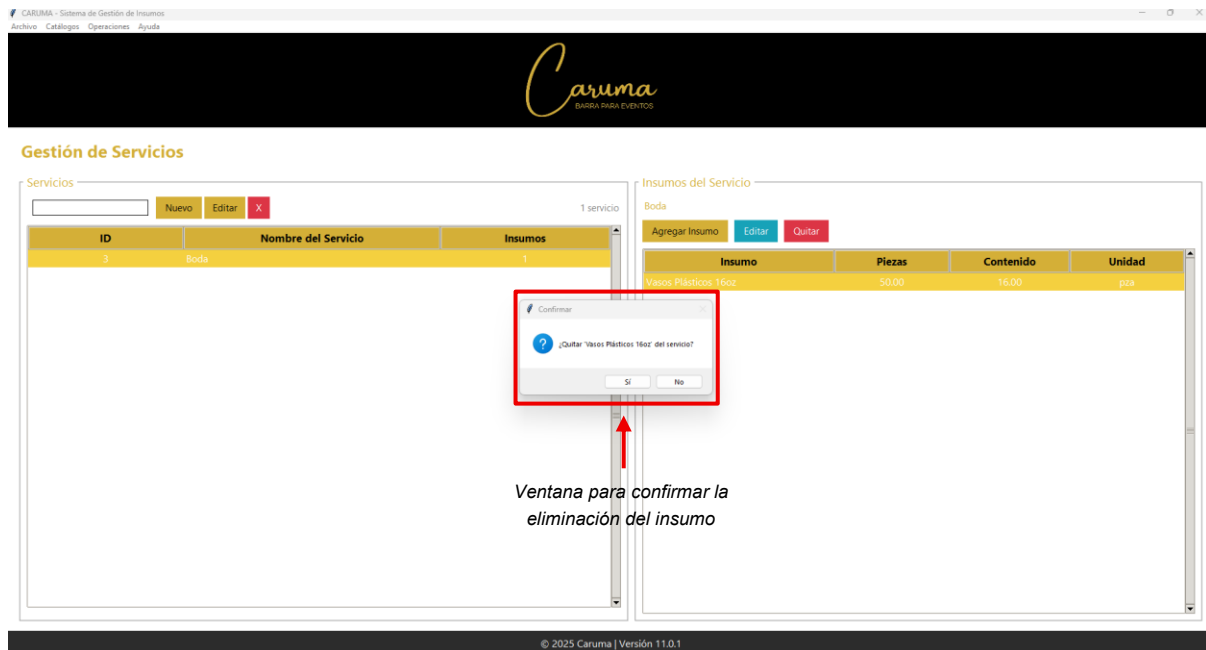 CARUMA - Sistema de Gestión de Insumos
Archivo Catálogos Operaciones Ayuda
Caruma
BARRA PARA EVENTOS
Gestión de Servicios
Servicios
Nuevo Editar X 1 servicio
ID Nombre del Servicio Insumos
3 Boda 1
Insumos del Servicio
Boda
Agregar Insumo Editar Quitar
Insumo Piezas Contenido Unidad
Vasos Plásticos 16oz 50.00 16.00 pza
Confirmar
¿Quitar 'Vasos Plásticos 16oz' del servicio?
Sí No
Ventana para confirmar la
eliminación del insumo
© 2025 Caruma | Versión 11.0.1